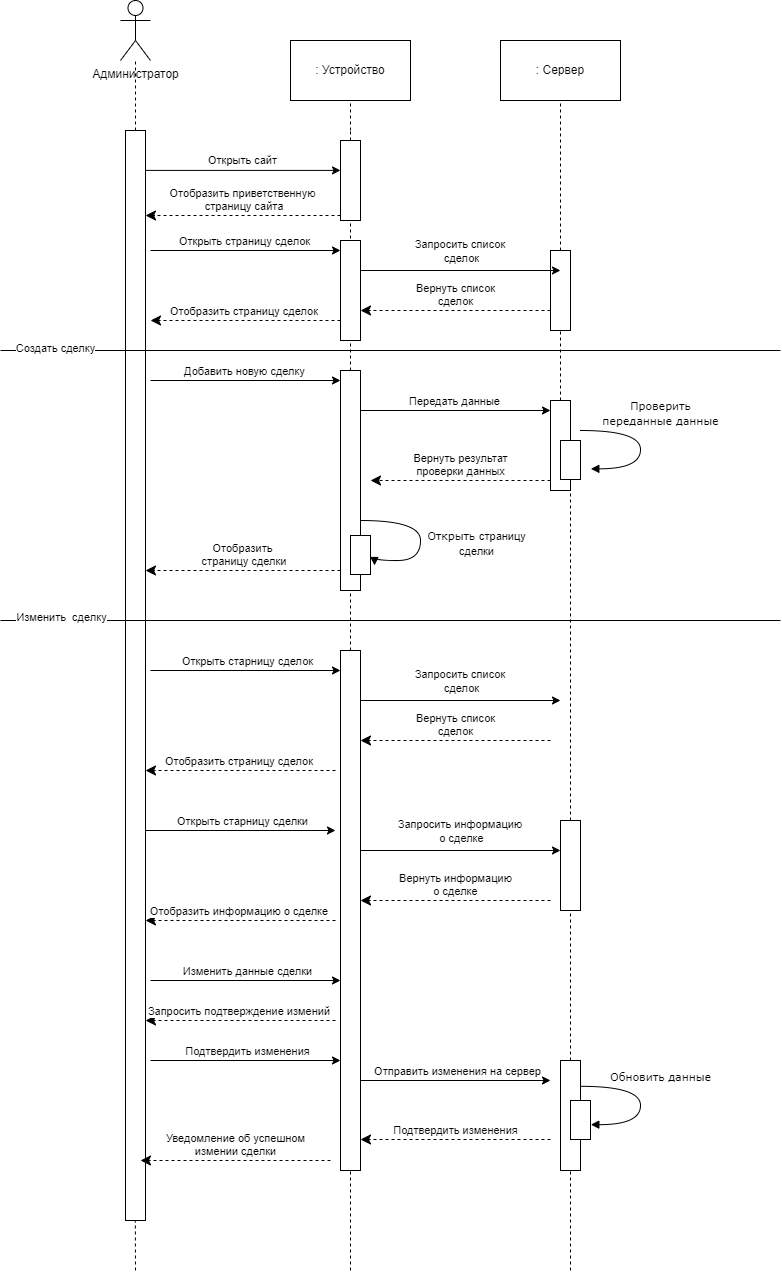 Администратор
: Устройство
: Сервер
Открыть сайт
Отобразить приветственную
страницу сайта
Открыть страницу сделок
Запросить список
сделок
Вернуть список
сделок
Отобразить страницу сделок
Создать сделку
Добавить новую сделку
Передать данные
Проверить
переданные данные
Вернуть результат
проверки данных
Открыть страницу
сделки
Отобразить
страницу сделки
Изменить сделку
Открыть старницу сделок
Запросить список
сделок
Вернуть список
сделок
Отобразить страницу сделок
Открыть старницу сделки
Запросить информацию
о сделке
Вернуть информацию
о сделке
Отобразить информацию о сделке
Изменить данные сделки
Запросить подтверждение измений
Подтвердить изменения
Отправить изменения на сервер
Обновить данные
Подтвердить изменения
Уведомление об успешном
измении сделки